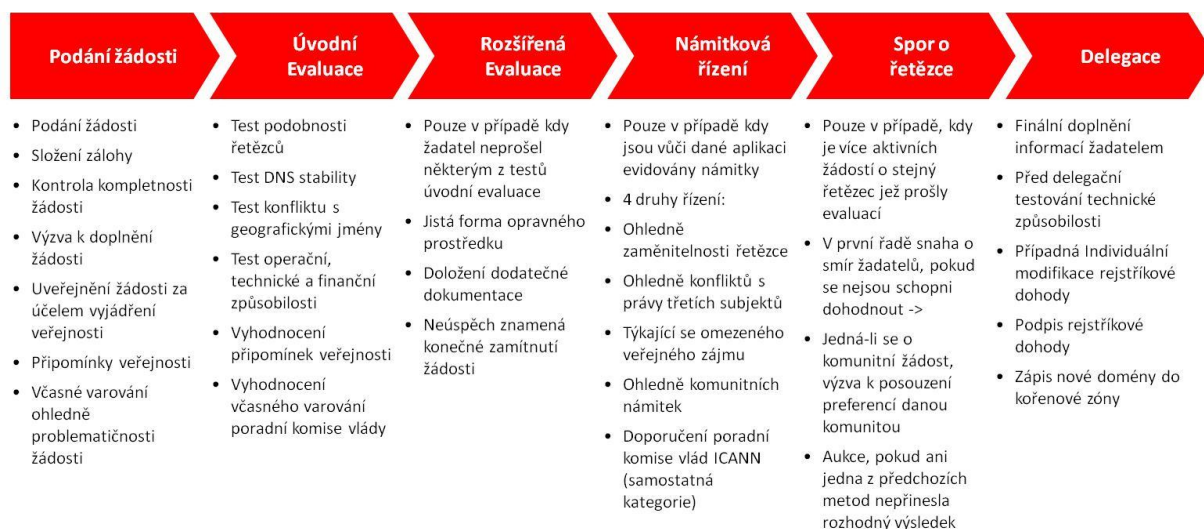 Podání žádosti
• Podání žádosti
• Složení zálohy
• Kontrola kompletnosti
žádosti
• Výzva k doplnění
žádosti
• Uveřejnění žádosti za
účelem vyjádření
veřejnosti
• Připomínky veřejnosti
• Včasné varování
ohledně
problematičnosti
žádosti
Úvodní
Evaluace
• Test podobnosti
řetězců
• Test DNS stability
• Test konfliktu s
geografickými jmény
• Test operační,
technické a finanční
způsobilosti
• Vyhodnocení
připomínek veřejnosti
• Vyhodnocení
včasného varování
poradní komise vlády
Rozšířená
Evaluace
• Pouze v případě kdy
žadatel neprošel
některým z testů
úvodní evaluace
• Jistá forma opravného
prostředku
• Doložení dodatečné
dokumentace
• Neúspěch znamená
konečné zamítnutí
žádosti
Námitková
řízení
• Pouze v případě kdy
jsou vůči dané aplikaci
evidovány námitky
• 4 druhy řízení:
• Ohledně
zaměnitelnosti řetězce
• Ohledně konfliktů s
právy třetích subjektů
• Týkající se omezeného
veřejného zájmu
• Ohledně komunitních
námitek
• Doporučení poradní
komise vlád ICANN
(samostatná
kategorie)
Spor o
řetězce
• Pouze v případě, kdy
je více aktivních
žádostí o stejný
řetězec jež prošly
evaluací
• V první řadě snaha o
smír žadatelů, pokud
se nejsou schopni
dohodnout ->
• Jedná-li se o
komunitní žádost,
výzva k posouzení
preferencí danou
komunitou
• Aukce, pokud ani
jedna z předchozích
metod nepřinesla
rozhodný výsledek
Delegace
• Finální doplnění
informací žadatelem
• Před delegační
testování technické
způsobilosti
• Případná Individuální
modifikace rejstříkové
dohody
• Podpis rejstříkové
dohody
• Zápis nové domény do
kořenové zóny